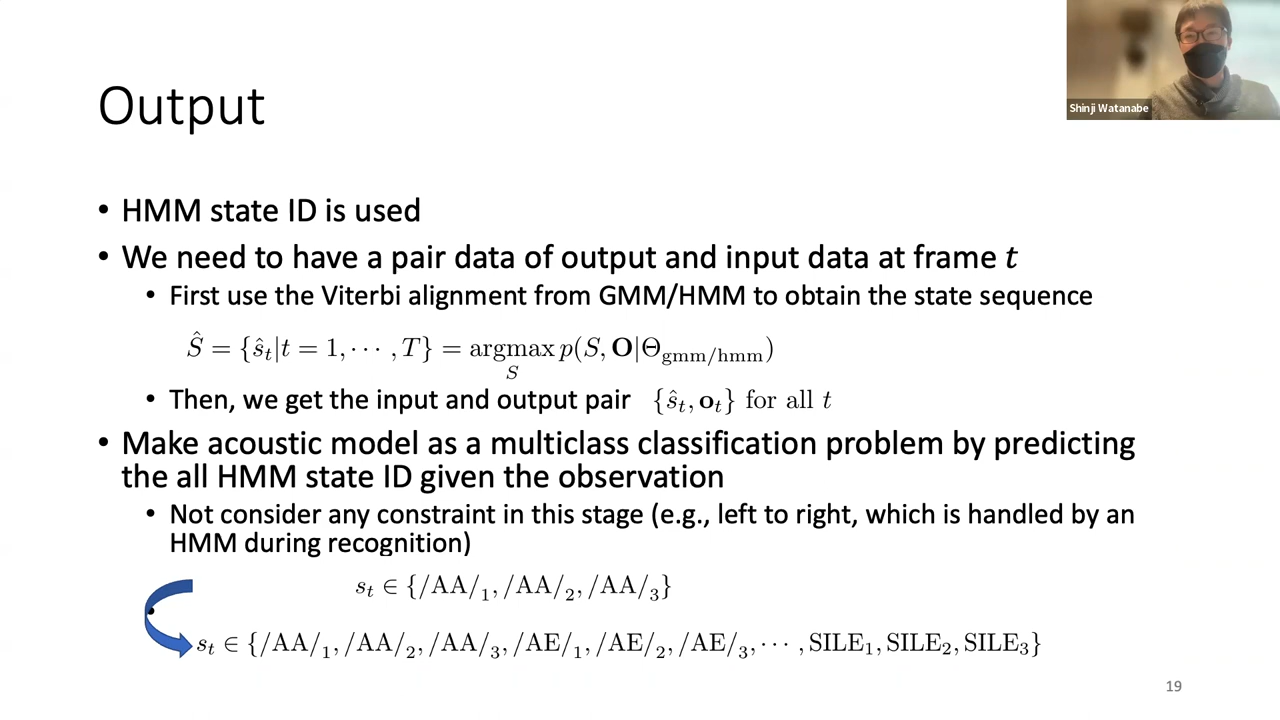 Shinji Watanabe
Output
• HMM state ID is used
• We need to have a pair data of output and input data at frame t
• First use the Viterbi alignment from GMM/HMM to obtain the state sequence
Ŝ = {ŝ_t|t = 1, ⋯ , T} = argmax_S p(S, O|Θ_gmm/hmm)
• Then, we get the input and output pair {ŝ_t, o_t} for all t
• Make acoustic model as a multiclass classification problem by predicting
the all HMM state ID given the observation
• Not consider any constraint in this stage (e.g., left to right, which is handled by an
HMM during recognition)
s_t ∈ {/AA/_1, /AA/_2, /AA/_3}
•
s_t ∈ {/AA/_1, /AA/_2, /AA/_3, /AE/_1, /AE/_2, /AE/_3, ⋯ , SILE_1, SILE_2, SILE_3}
19